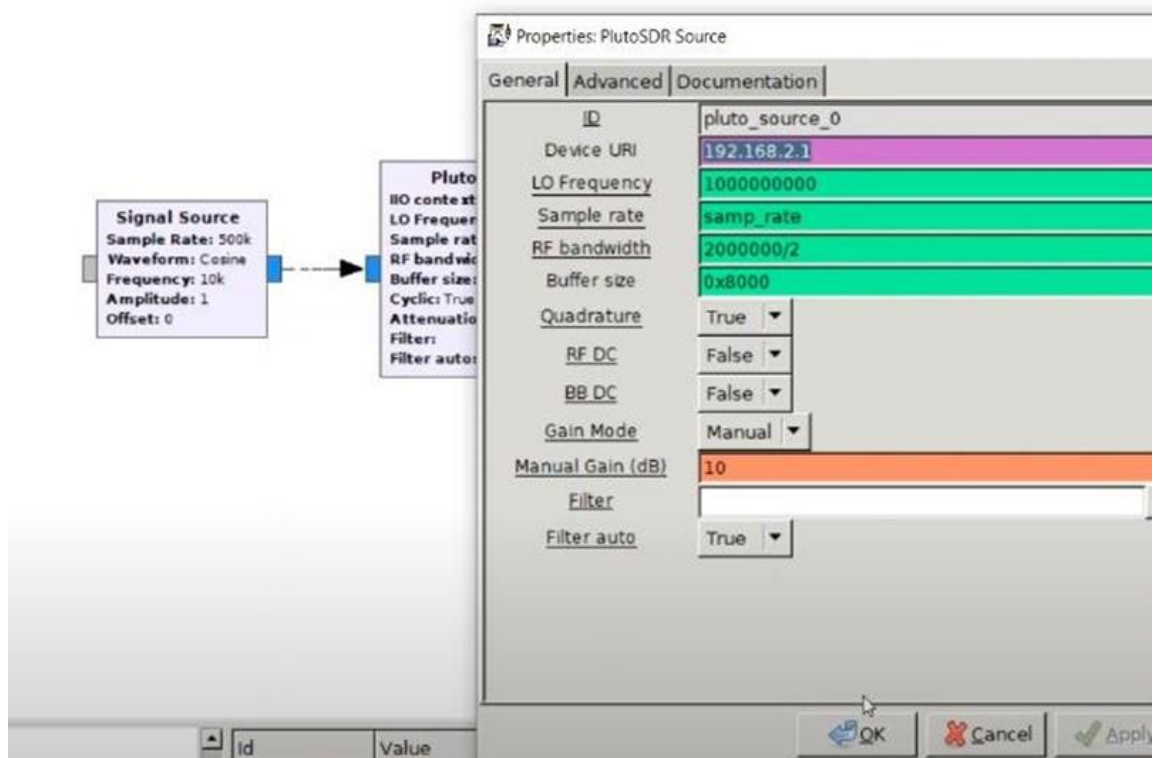 Properties: PlutoSDR Source
General Advanced Documentation
ID pluto_source_0
Device URI 192.168.2.1
LO Frequency 1000000000
Sample rate samp_rate
RF bandwidth 2000000/2
Buffer size 0x8000
Quadrature True
RF DC False
BB DC False
Gain Mode Manual
Manual Gain (dB) 10
Filter
Filter auto True
OK Cancel Apply
Signal Source
Sample Rate: 500k
Waveform: Cosine
Frequency: 10k
Amplitude: 1
Offset: 0
Pluto
IIO context
LO Frequen
Sample rat
RF bandwid
Buffer size:
Cyclic: True
Attenuatio
Filter:
Filter auto:
Id Value